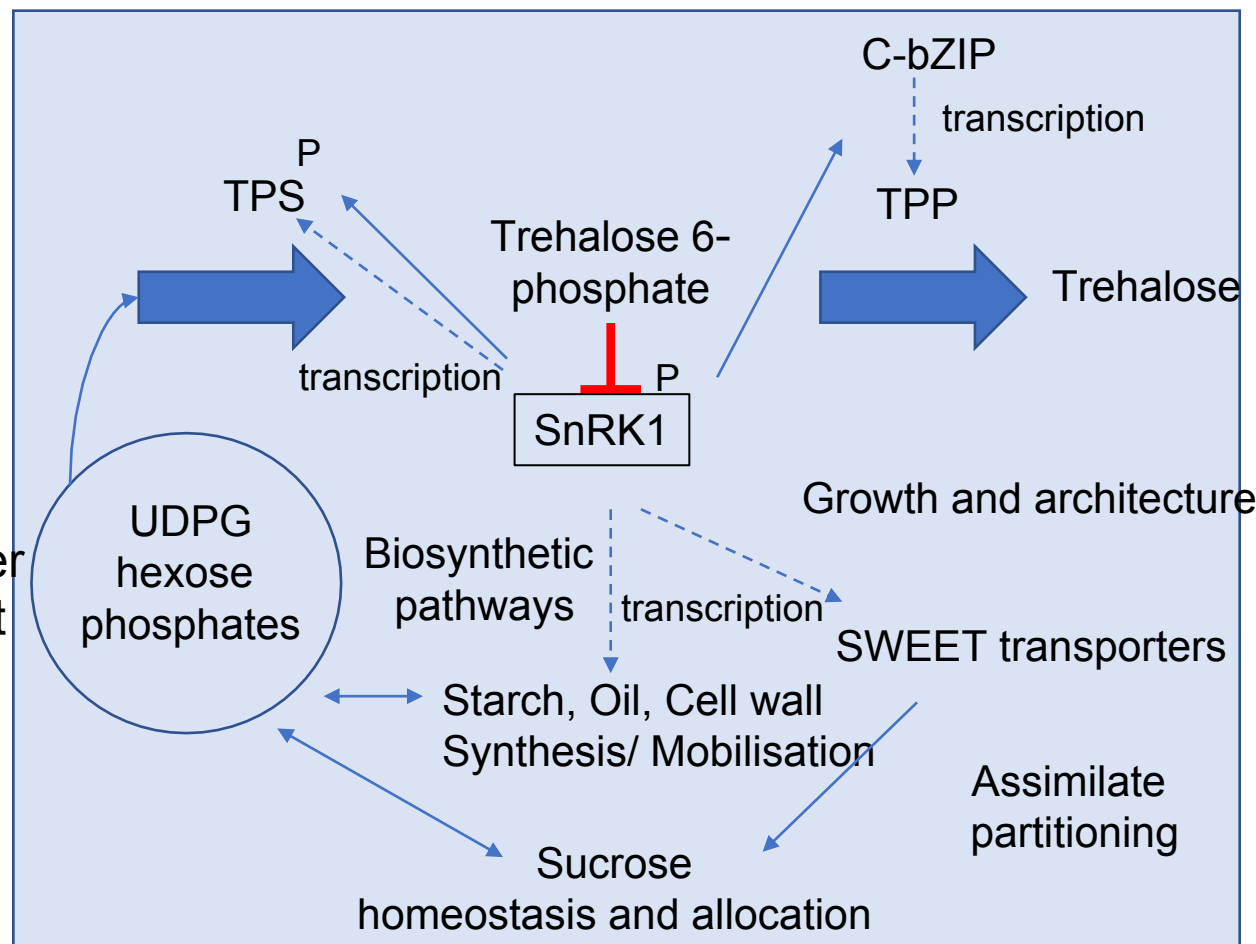 C-bZIP
transcription
P
TPS
TPP
Trehalose 6-
phosphate
Trehalose
transcription
P
SnRK1
Growth and architecture
UDPG
hexose
phosphates
Biosynthetic
pathways
transcription
SWEET transporters
Starch, Oil, Cell wall
Synthesis/ Mobilisation
Assimilate
partitioning
Sucrose
homeostasis and allocation